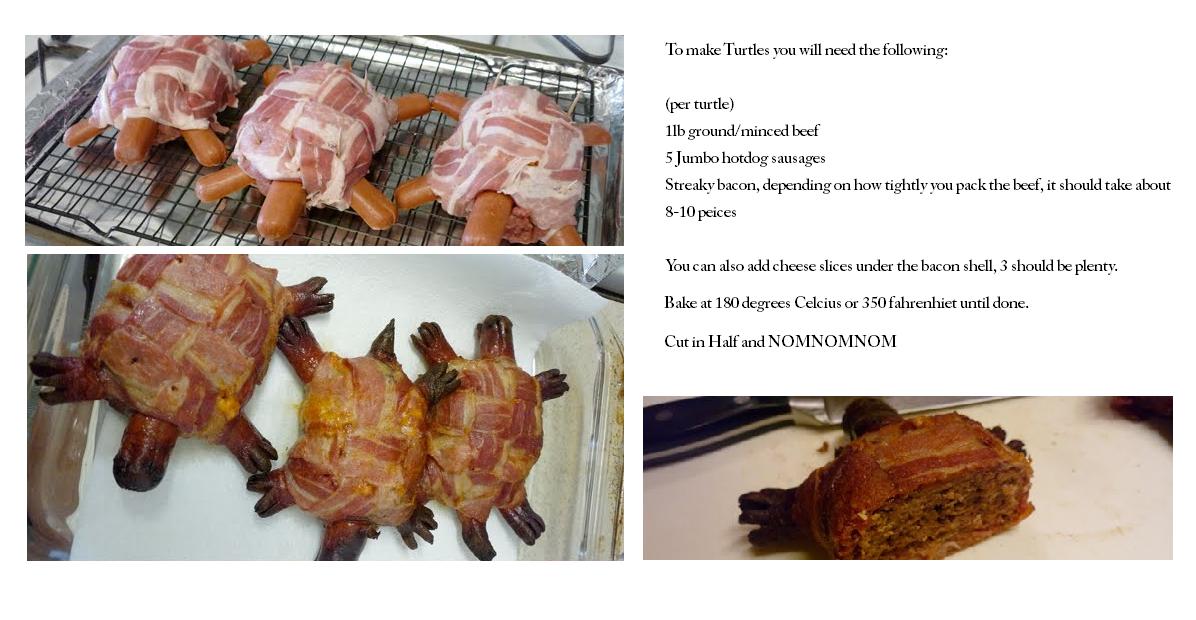 To make Turtles you will need the following:
(per turtle)
1lb ground/minced beef
5 Jumbo hotdog sausages
Streaky bacon, depending on how tightly you pack the beef, it should take about
8-10 peices
You can also add cheese slices under the bacon shell, 3 should be plenty.
Bake at 180 degrees Celcius or 350 fahrenhiet until done.
Cut in Half and NOMNOMNOM